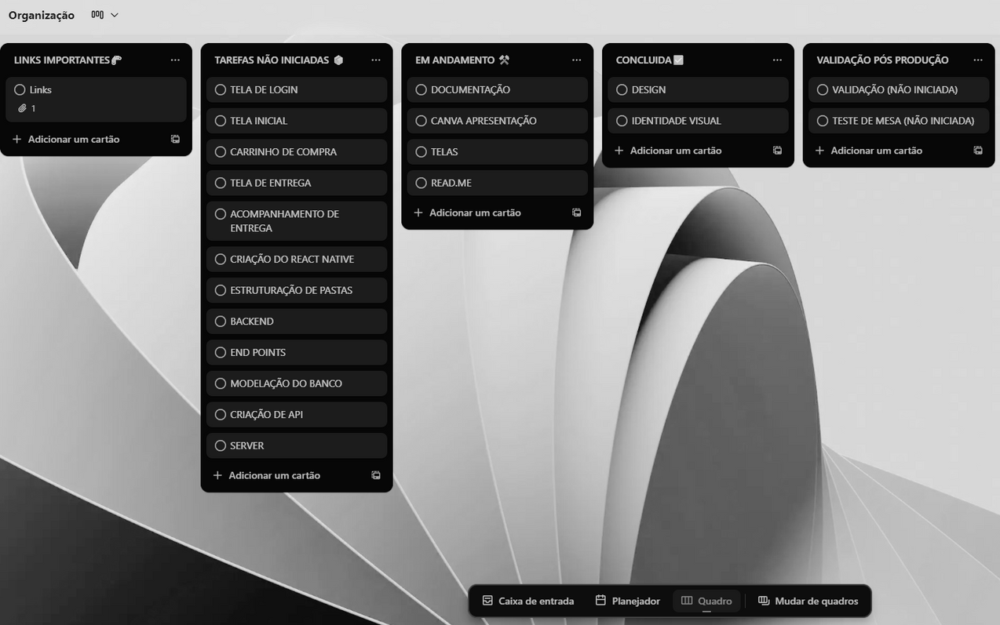 Organização
LINKS IMPORTANTES
Links
1
Adicionar um cartão
TAREFAS NÃO INICIADAS
TELA DE LOGIN
TELA INICIAL
CARRINHO DE COMPRA
TELA DE ENTREGA
ACOMPANHAMENTO DE
ENTREGA
CRIAÇÃO DO REACT NATIVE
ESTRUTURAÇÃO DE PASTAS
BACKEND
END POINTS
MODELAÇÃO DO BANCO
CRIAÇÃO DE API
SERVER
Adicionar um cartão
EM ANDAMENTO ⚒
DOCUMENTAÇÃO
CANVA APRESENTAÇÃO
TELAS
READ.ME
Adicionar um cartão
CONCLUIDA ✅
DESIGN
IDENTIDADE VISUAL
Adicionar um cartão
VALIDAÇÃO PÓS PRODUÇÃO
VALIDAÇÃO (NÃO INICIADA)
TESTE DE MESA (NÃO INICIADA)
Adicionar um cartão
Caixa de entrada
Planejador
Quadro
Mudar de quadros